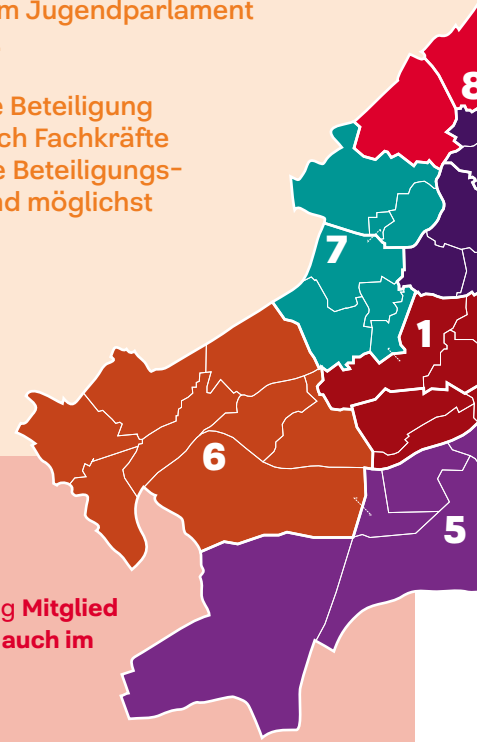 m Jugendparlament
e Beteiligung
ch Fachkräfte
e Beteiligungs-
nd möglichst
8
7
1
6
5
g Mitglied
auch im